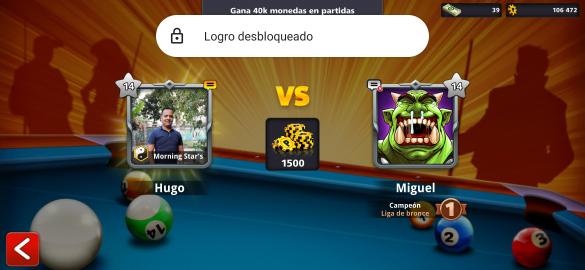 Gana 40k monedas en partidas
39
106 472
Logro desbloqueado
14
14
VS
Morning Star's
1500
Hugo
Miguel
Campeón
Liga de bronce
1
14
2
3